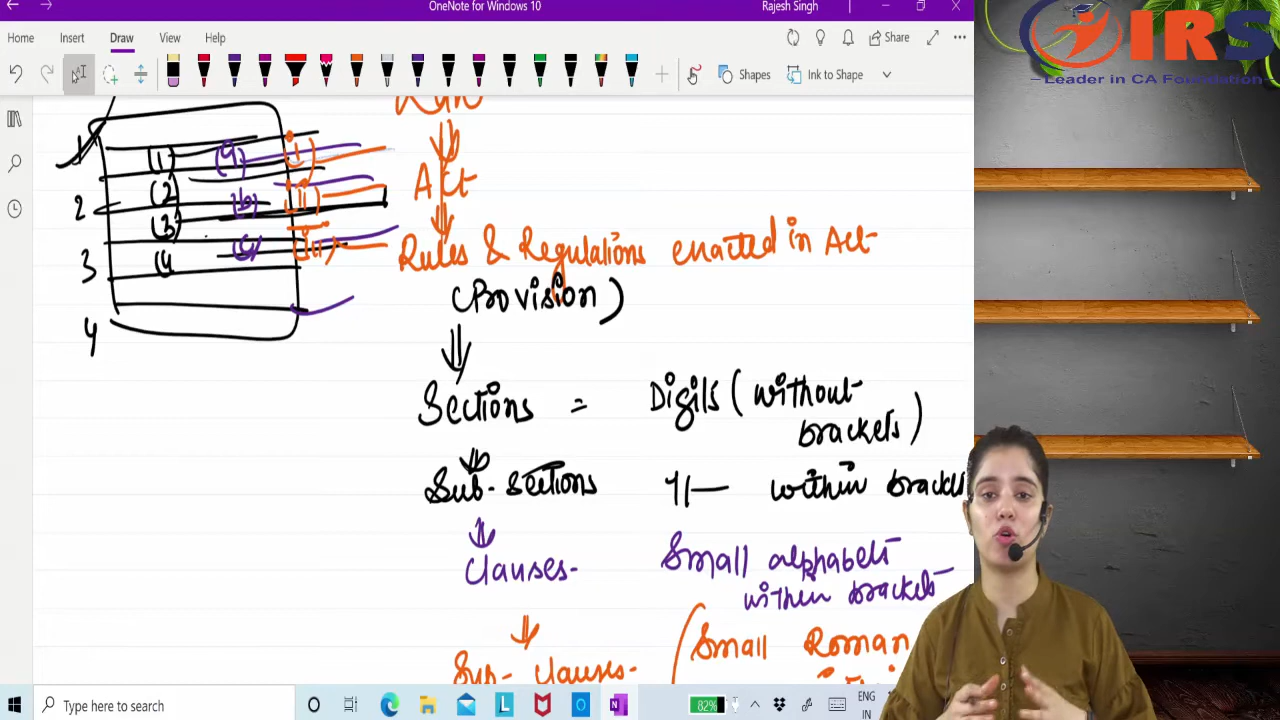 OneNote for Windows 10
Rajesh Singh
Home Insert Draw View Help
Share
Shapes
Ink to Shape
IRS
Leader in CA Foundation
Act
Rules & Regulations enacted in Act
(Provision)
Sections = Digits (without
brackets)
Sub-Sections within bracket
Clauses- Small alphabets
within brackets
Sub-Clauses- (Small Roman
1 (1) (a) (i)
2 (2) (b) (ii)
(3)
3 (4 (c) (iii)
4
Type here to search
82%
ENG
IN